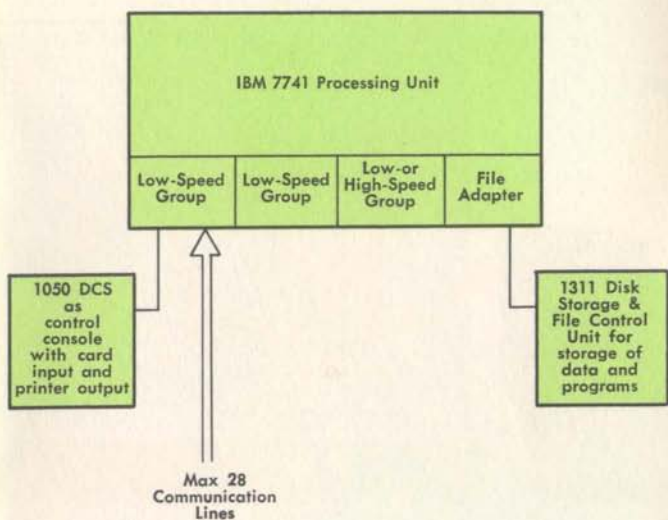 IBM 7741 Processing Unit
Low-Speed
Group
Low-Speed
Group
Low-or
High-Speed
Group
File
Adapter
1050 DCS
as
control
console
with card
input and
printer output
1311 Disk
Storage &
File Control
Unit for
storage of
data and
programs
Max 28
Communication
Lines